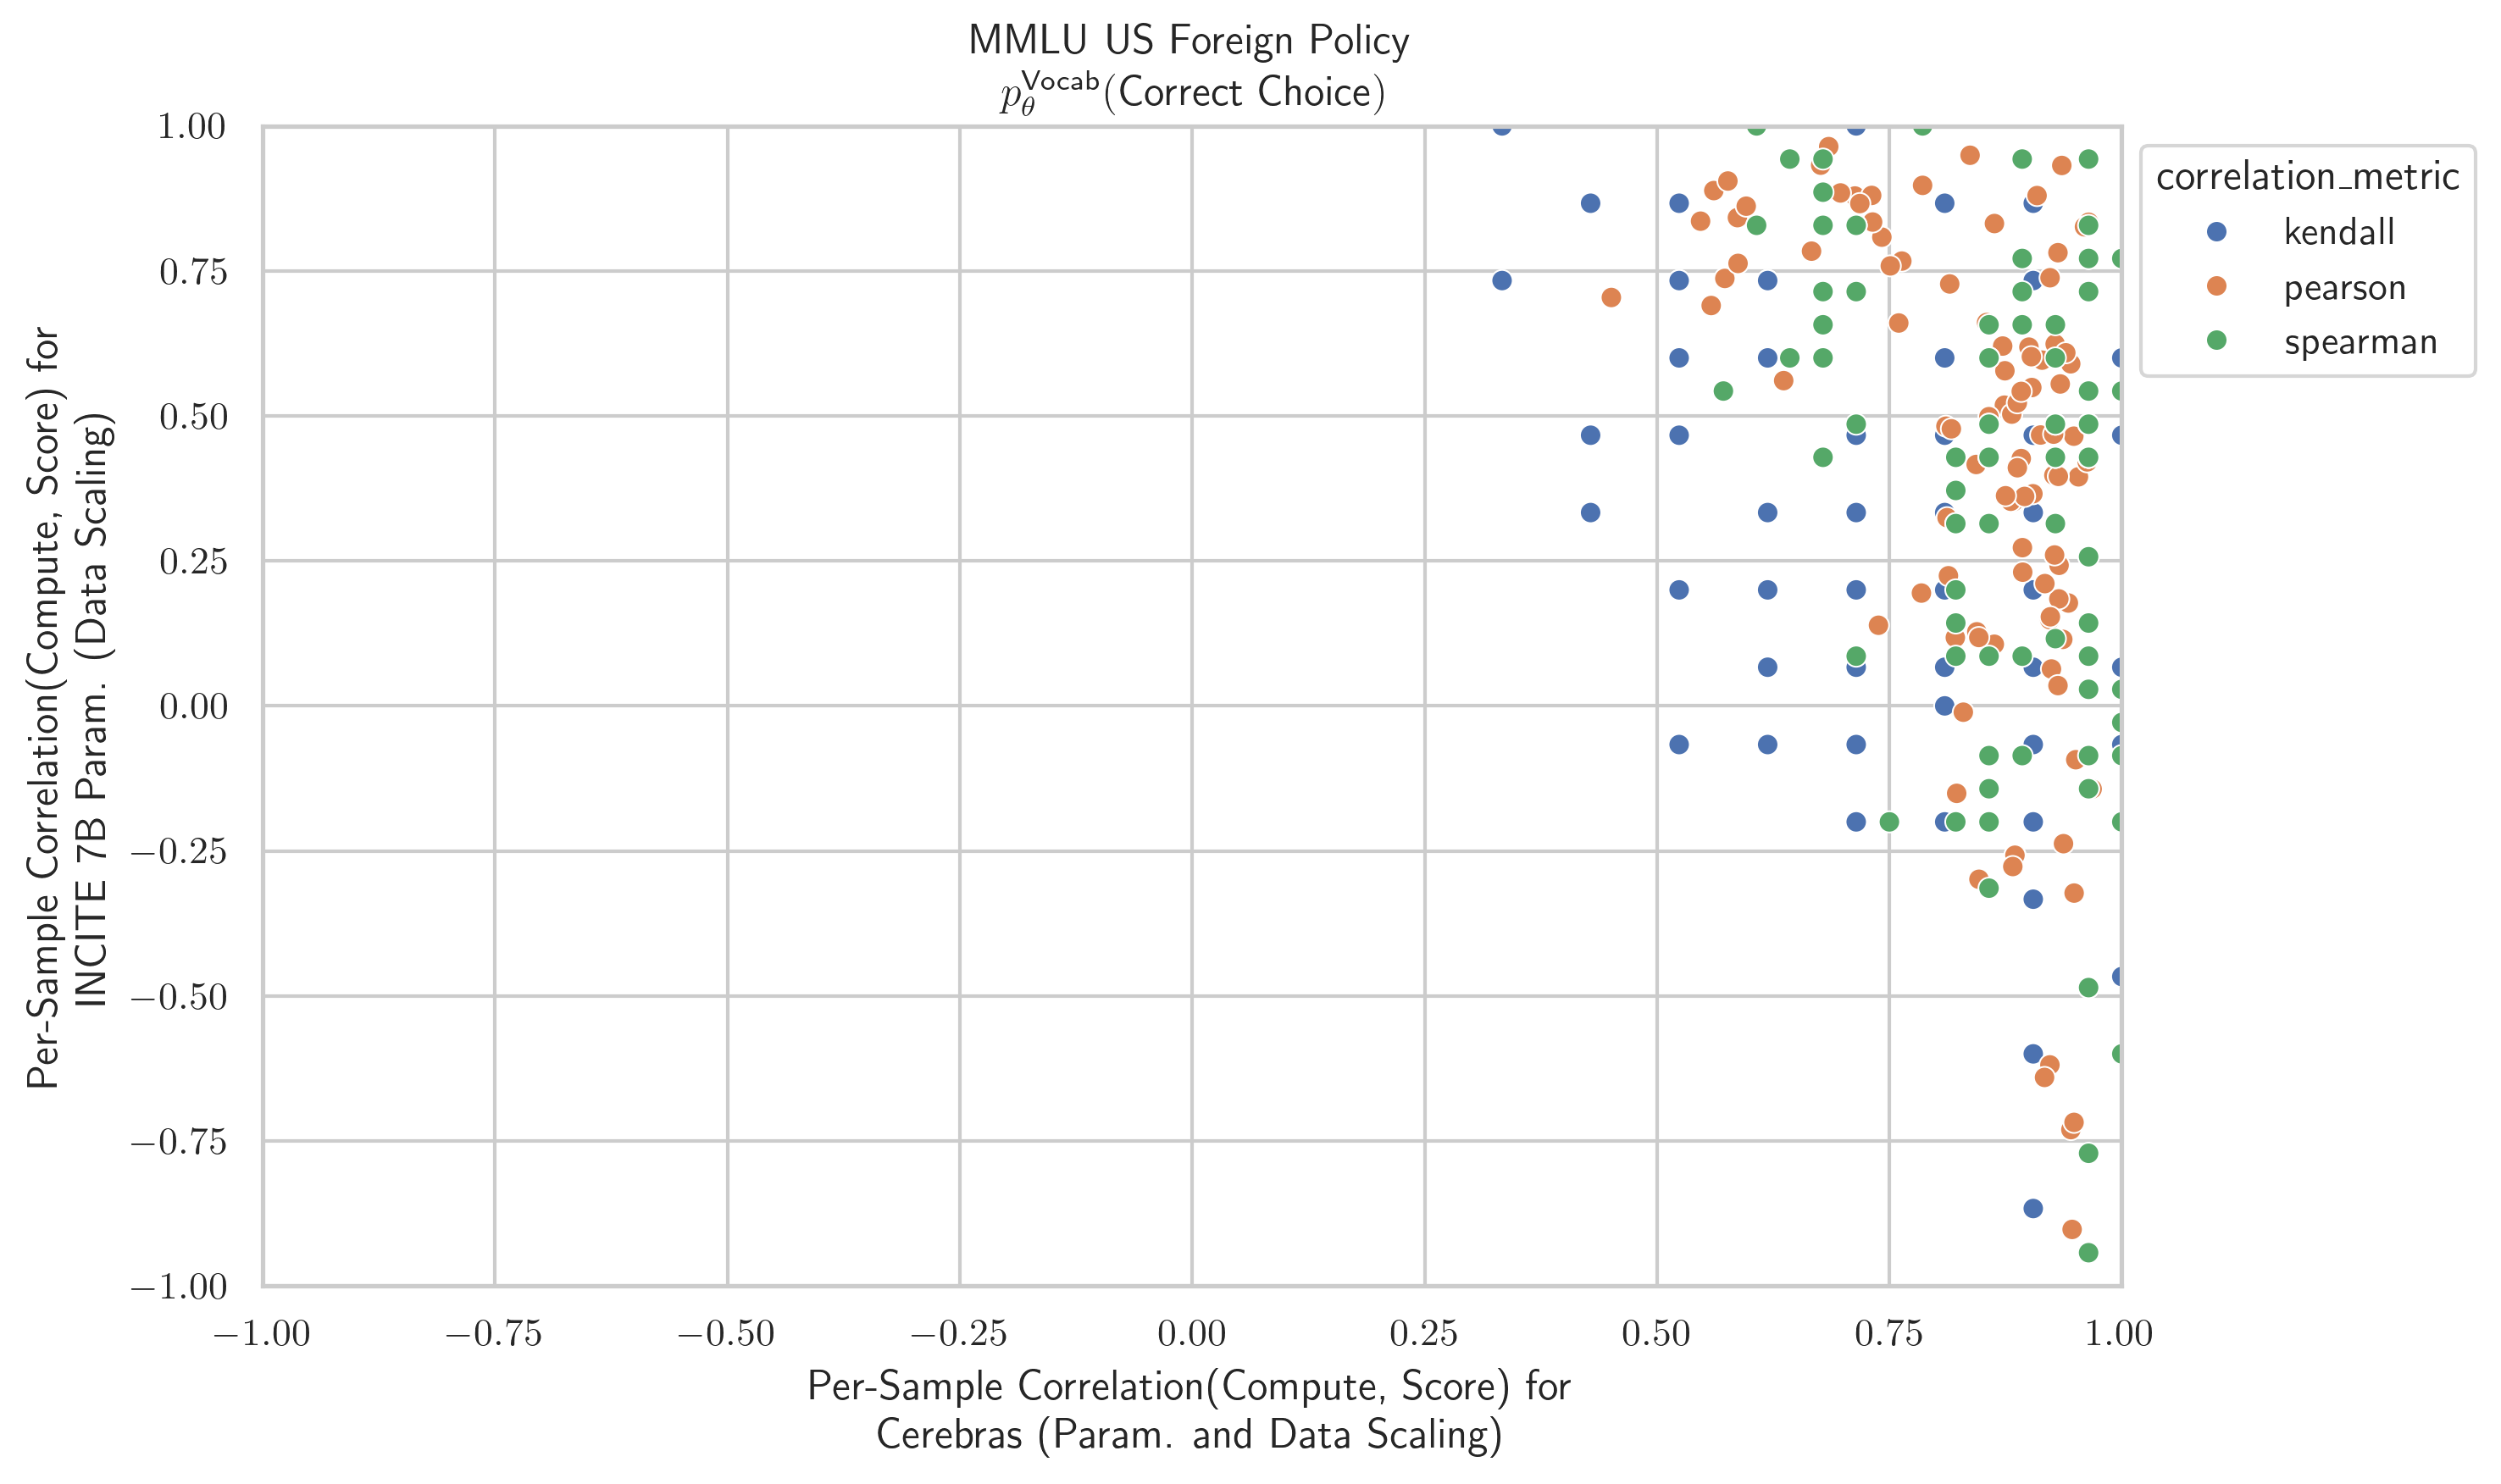 MMLU US Foreign Policy
p_θ^Vocab(Correct Choice)
1.00
0.75
0.50
0.25
0.00
−0.25
−0.50
−0.75
−1.00
Per-Sample Correlation(Compute, Score) for
INCITE 7B Param. (Data Scaling)
−1.00 −0.75 −0.50 −0.25 0.00 0.25 0.50 0.75 1.00
Per-Sample Correlation(Compute, Score) for
Cerebras (Param. and Data Scaling)
correlation_metric
kendall
pearson
spearman